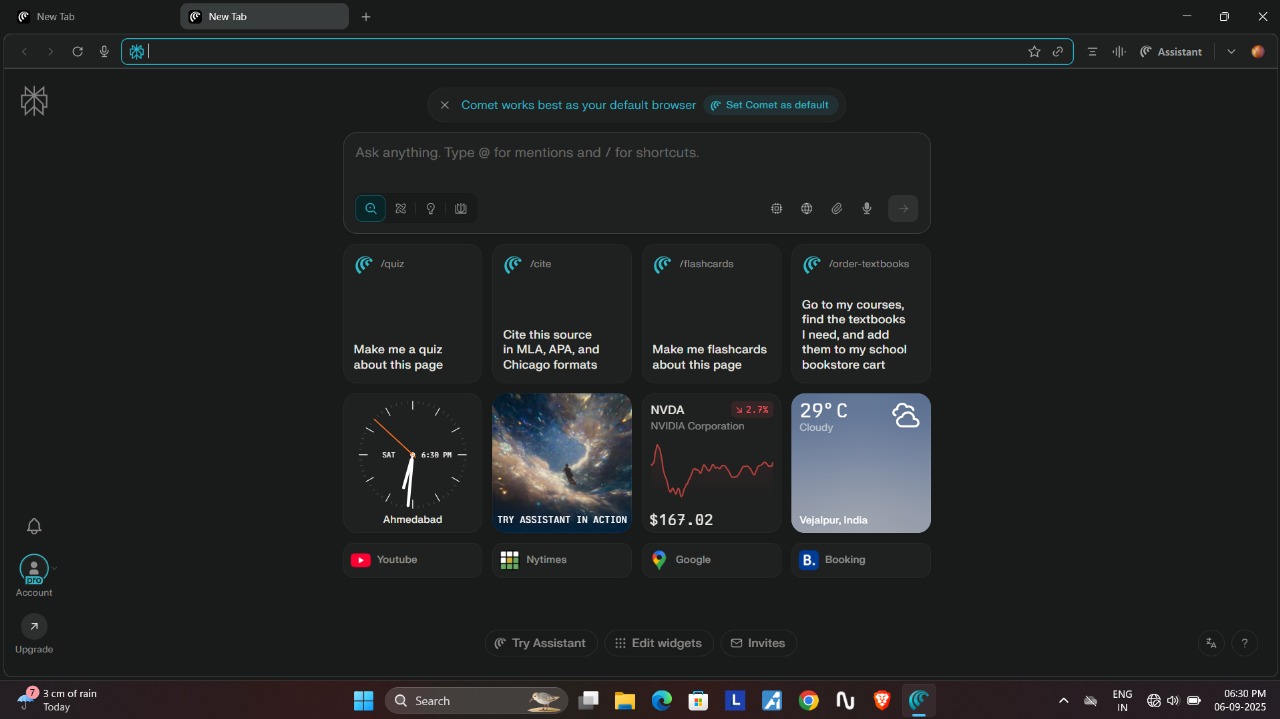 New Tab
New Tab
Assistant
Comet works best as your default browser
Set Comet as default
Ask anything. Type @ for mentions and / for shortcuts.
/quiz
Make me a quiz
about this page
/cite
Cite this source
in MLA, APA, and
Chicago formats
/flashcards
Make me flashcards
about this page
/order-textbooks
Go to my courses,
find the textbooks
I need, and add
them to my school
bookstore cart
SAT
6:30 PM
Ahmedabad
TRY ASSISTANT IN ACTION
NVDA
2.7%
NVIDIA Corporation
$167.02
29° C
Cloudy
Vejalpur, India
Youtube
Nytimes
Google
B.
Booking
pro
Account
Upgrade
Try Assistant
Edit widgets
Invites
?
7
3 cm of rain
Today
Search
L
ENG
IN
06:30 PM
06-09-2025